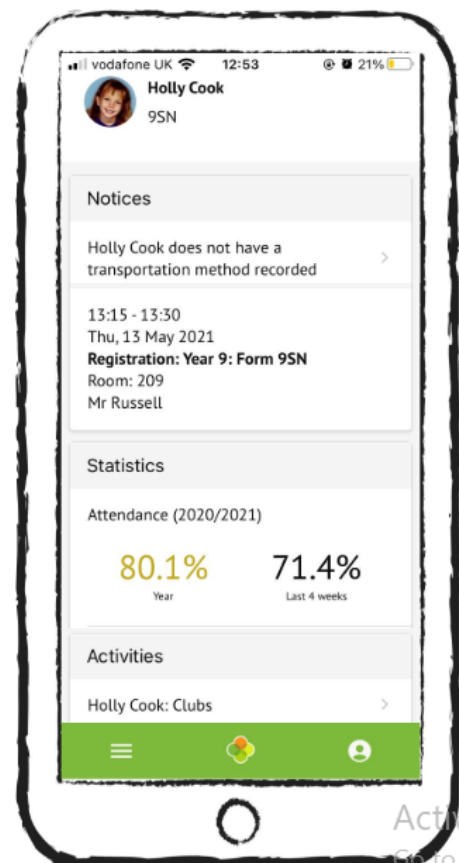 vodafone UK 12:53 21%
Holly Cook
9SN
Notices
Holly Cook does not have a
transportation method recorded
13:15 - 13:30
Thu, 13 May 2021
Registration: Year 9: Form 9SN
Room: 209
Mr Russell
Statistics
Attendance (2020/2021)
80.1% 71.4%
Year Last 4 weeks
Activities
Holly Cook: Clubs
Go to